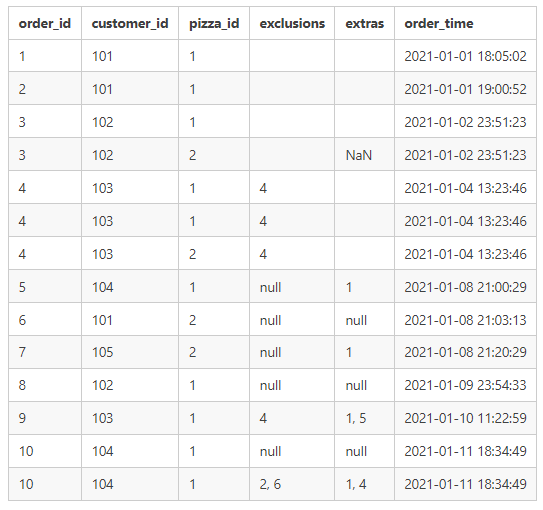 order_id customer_id pizza_id exclusions extras order_time
1 101 1 2021-01-01 18:05:02
2 101 1 2021-01-01 19:00:52
3 102 1 2021-01-02 23:51:23
3 102 2 NaN 2021-01-02 23:51:23
4 103 1 4 2021-01-04 13:23:46
4 103 1 4 2021-01-04 13:23:46
4 103 2 4 2021-01-04 13:23:46
5 104 1 null 1 2021-01-08 21:00:29
6 101 2 null null 2021-01-08 21:03:13
7 105 2 null 1 2021-01-08 21:20:29
8 102 1 null null 2021-01-09 23:54:33
9 103 1 4 1, 5 2021-01-10 11:22:59
10 104 1 null null 2021-01-11 18:34:49
10 104 1 2, 6 1, 4 2021-01-11 18:34:49